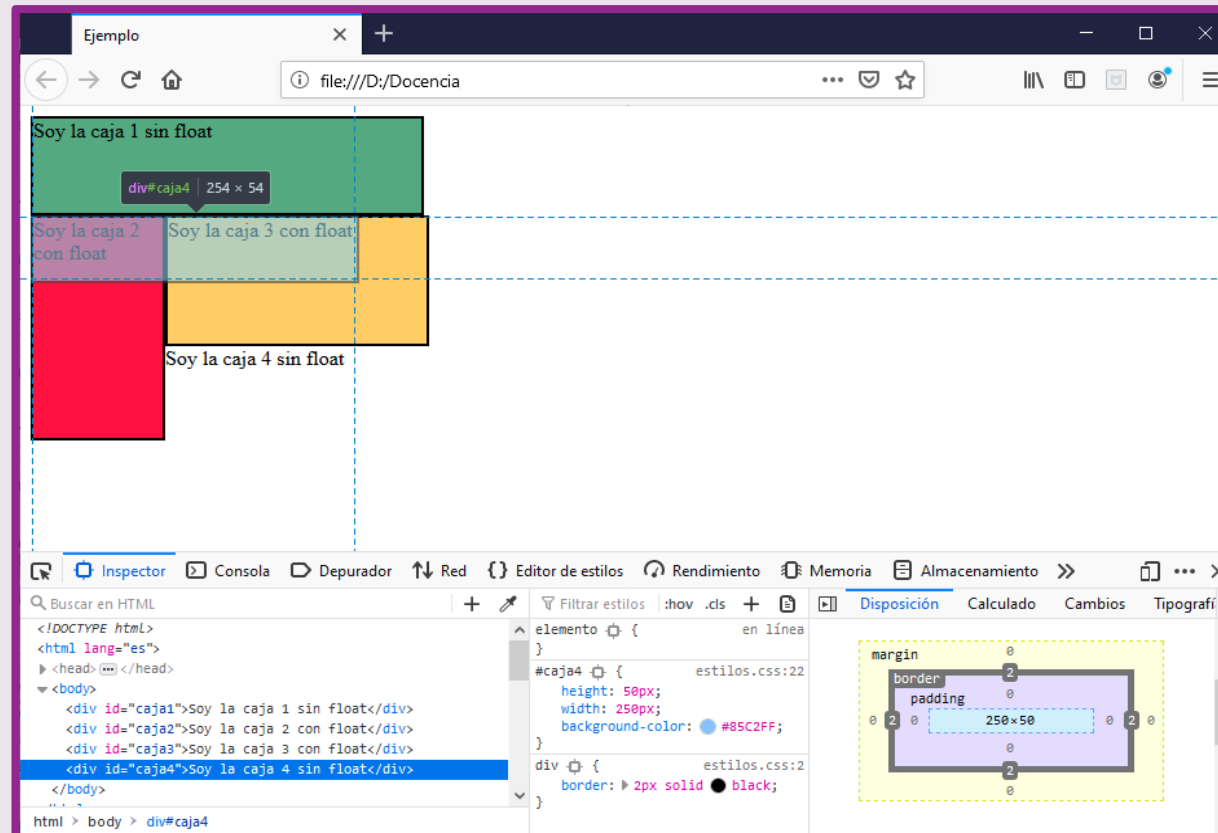 Ejemplo
file:///D:/Docencia
Soy la caja 1 sin float
div#caja4 254 × 54
Soy la caja 2
con float
Soy la caja 3 con float
Soy la caja 4 sin float
Inspector Consola Depurador Red Editor de estilos Rendimiento Memoria Almacenamiento
Buscar en HTML
<!DOCTYPE html>
<html lang="es">
<head> </head>
<body>
<div id="caja1">Soy la caja 1 sin float</div>
<div id="caja2">Soy la caja 2 con float</div>
<div id="caja3">Soy la caja 3 con float</div>
<div id="caja4">Soy la caja 4 sin float</div>
</body>
html > body > div#caja4
Filtrar estilos :hov .cls
elemento { en línea
}
#caja4 { estilos.css:22
height: 50px;
width: 250px;
background-color: #85C2FF;
}
div { estilos.css:2
border: 2px solid black;
}
Disposición Calculado Cambios Tipografí
margin 0
border 2
padding 0
0 2 0 250×50 0 2 0
0
2
0